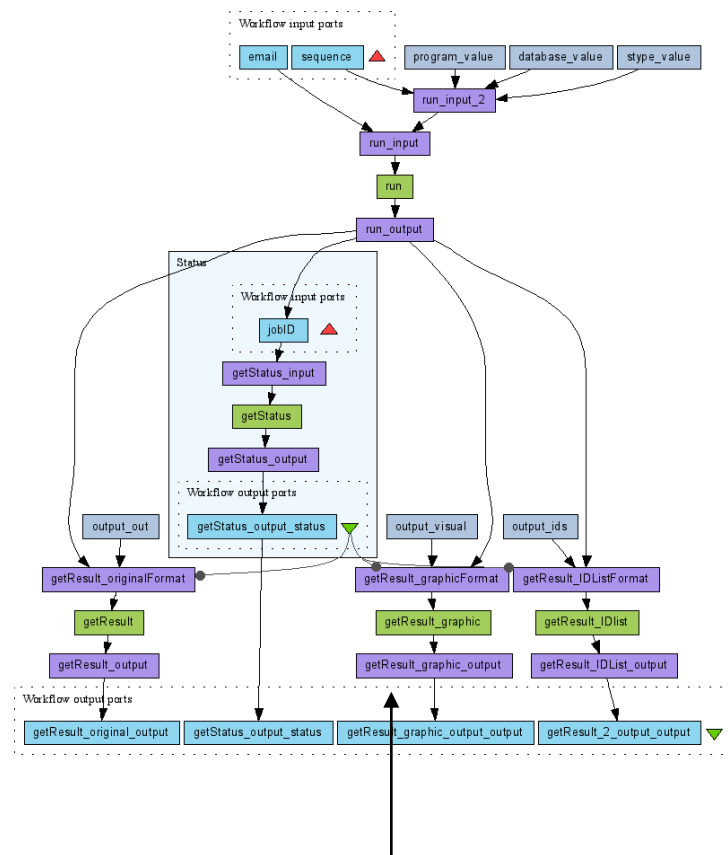 Workflow input ports
email sequence program_value database_value stype_value
run_input_2
run_input
run
run_output
Status
Workflow input ports
jobID
getStatus_input
getStatus
getStatus_output
Workflow output ports
output_out getStatus_output_status output_visual output_ids
getResult_originalFormat getResult_graphicFormat getResult_IDListFormat
getResult getResult_graphic getResult_IDlist
getResult_output getResult_graphic_output getResult_IDList_output
Workflow output ports
getResult_original_output getStatus_output_status getResult_graphic_output_output getResult_2_output_output